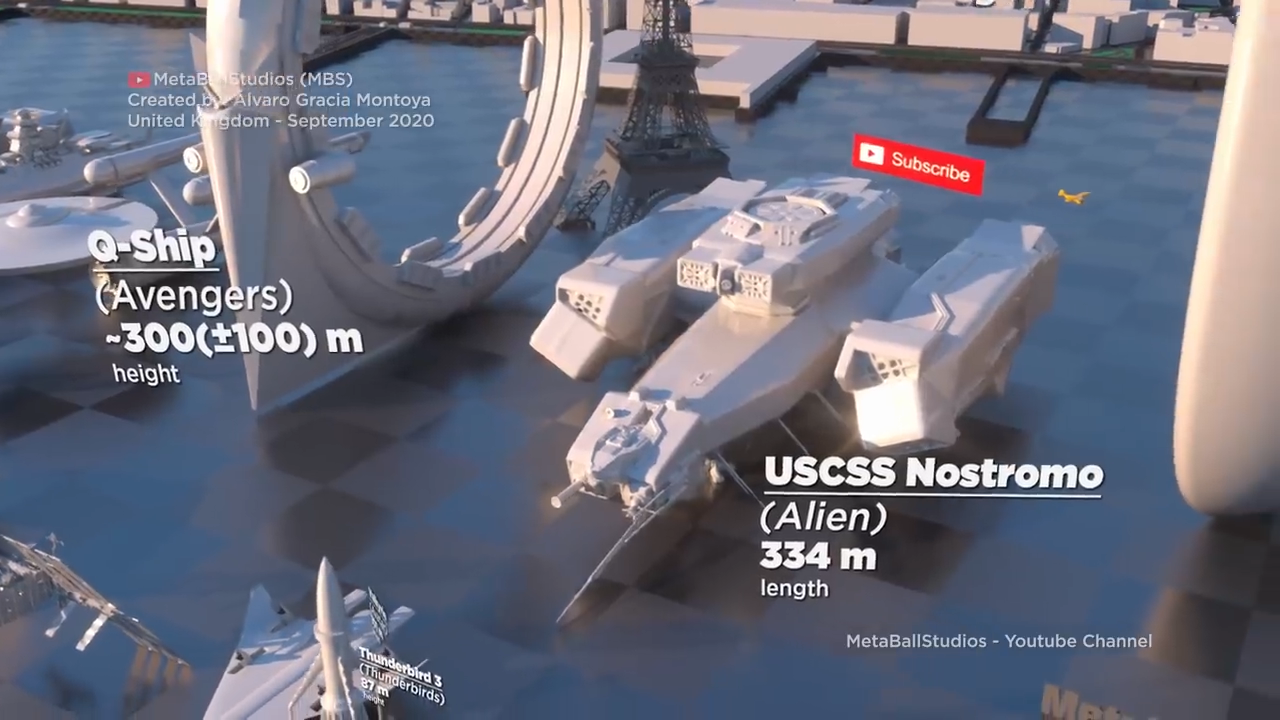 MetaBallStudios (MBS)
Created by: Alvaro Gracia Montoya
United Kingdom - September 2020
Subscribe
Q-Ship
(Avengers)
~300(±100) m
height
USCSS Nostromo
(Alien)
334 m
length
MetaBallStudios - Youtube Channel
Thunderbird 3
(Thunderbirds)
87 m
height